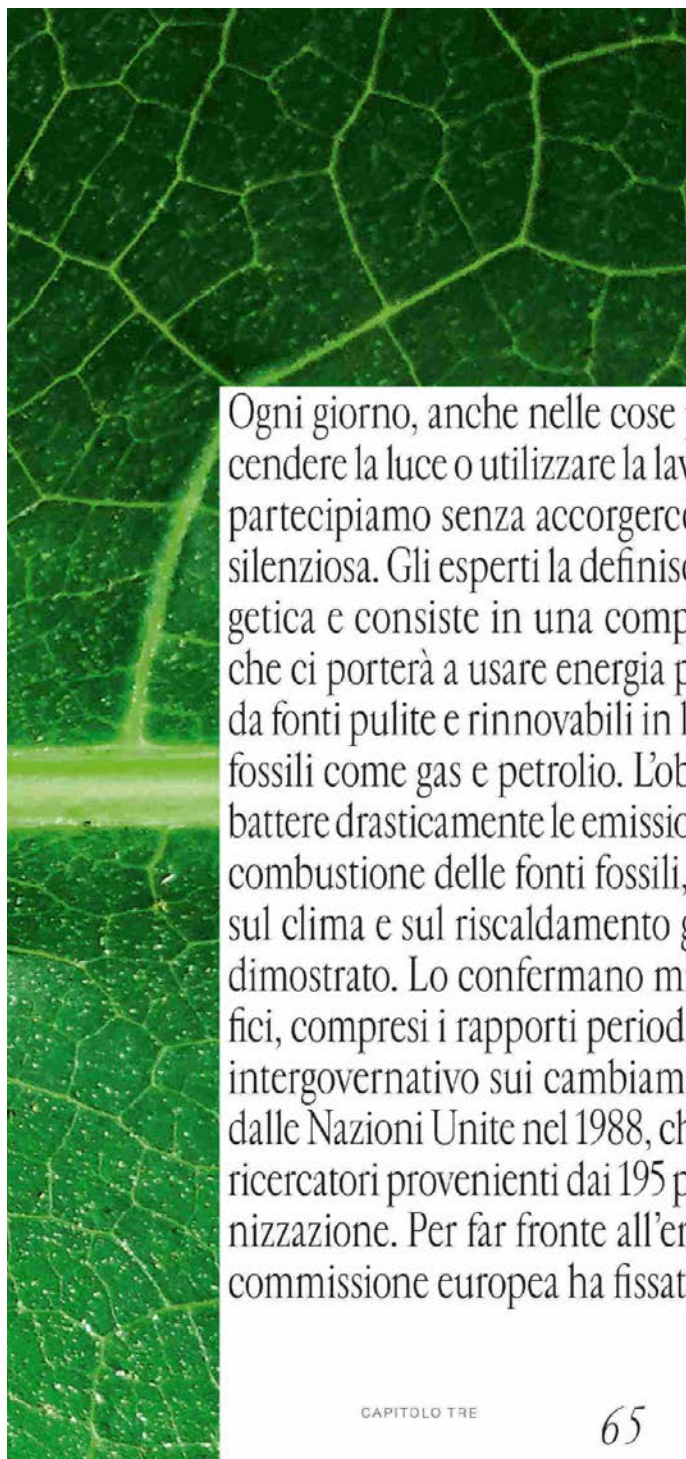 Ogni giorno, anche nelle cose
cendere la luce o utilizzare la lav
partecipiamo senza accorgerce
silenziosa. Gli esperti la definisc
getica e consiste in una comp
che ci porterà a usare energia p
da fonti pulite e rinnovabili in l
fossili come gas e petrolio. L’ob
battere drasticamente le emissio
combustione delle fonti fossili,
sul clima e sul riscaldamento g
dimostrato. Lo confermano m
fici, compresi i rapporti period
intergovernativo sui cambiam
dalle Nazioni Unite nel 1988, ch
ricercatori provenienti dai 195 p
nizzazione. Per far fronte all’en
commissione europea ha fissat
CAPITOLO TRE
65